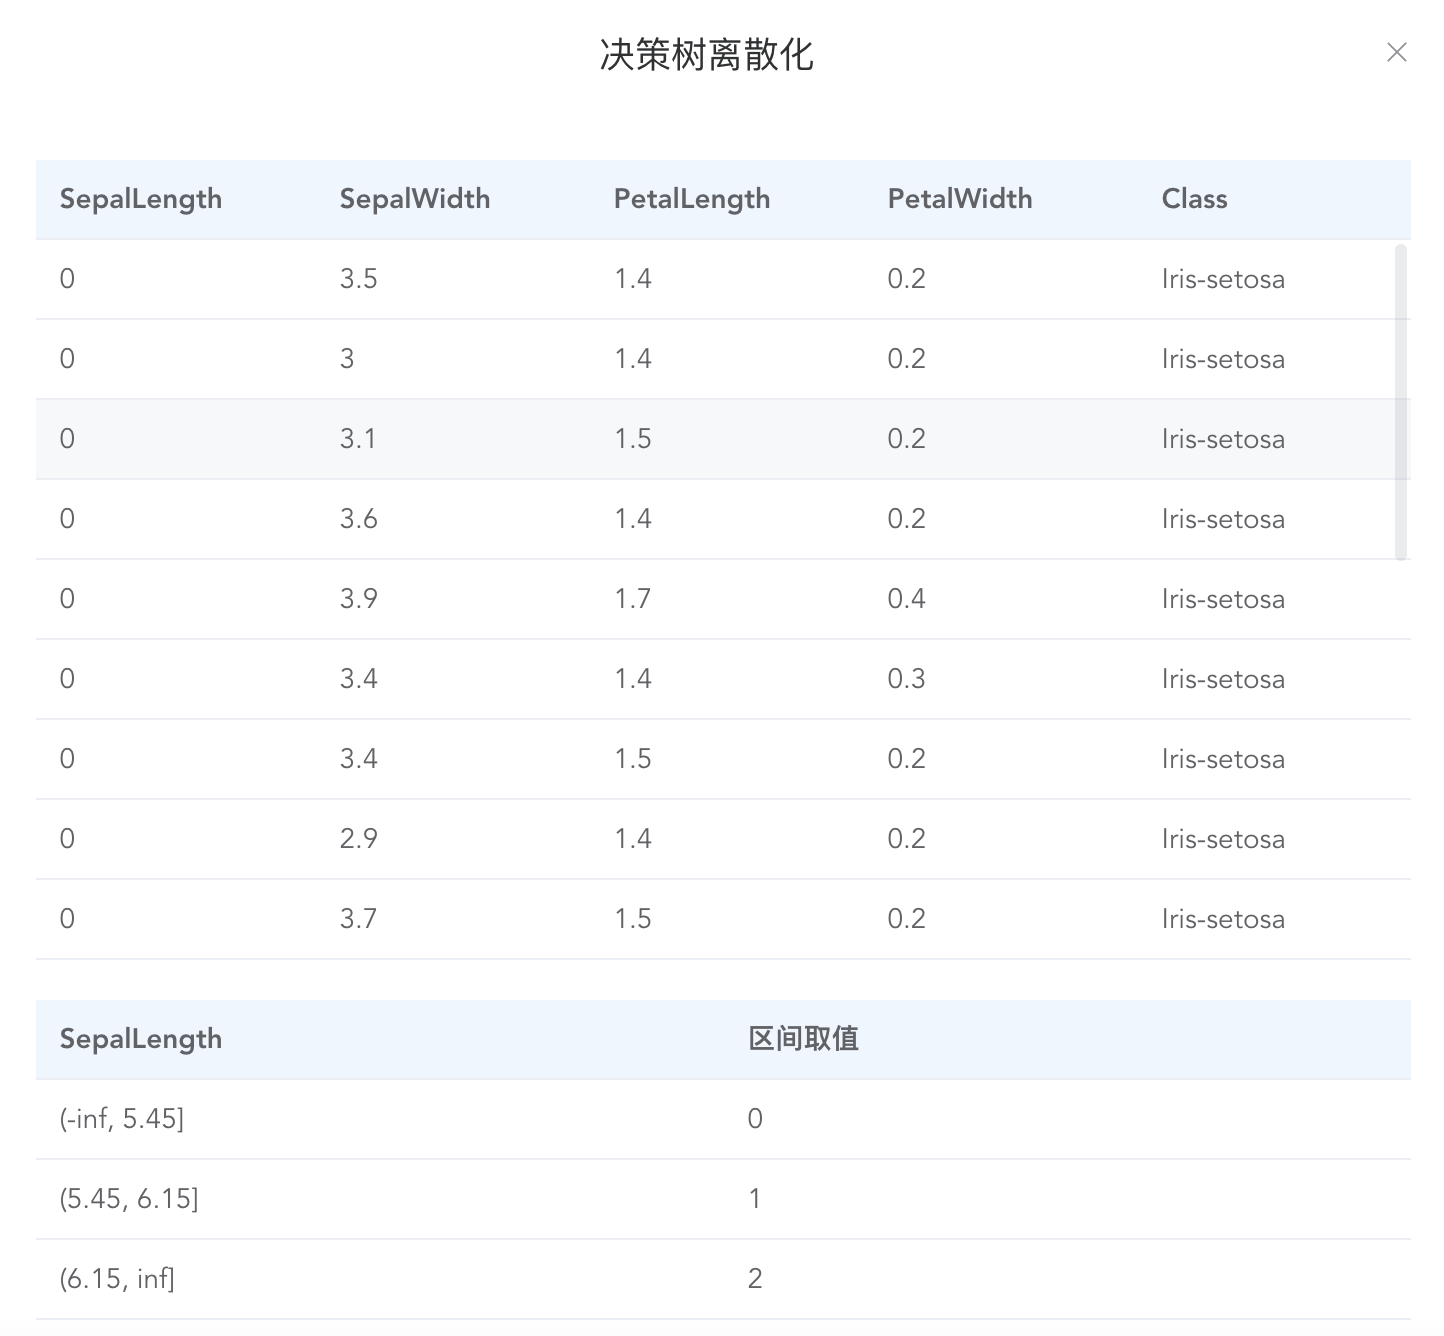 决策树离散化
SepalLength SepalWidth PetalLength PetalWidth Class
0 3.5 1.4 0.2 Iris-setosa
0 3 1.4 0.2 Iris-setosa
0 3.1 1.5 0.2 Iris-setosa
0 3.6 1.4 0.2 Iris-setosa
0 3.9 1.7 0.4 Iris-setosa
0 3.4 1.4 0.3 Iris-setosa
0 3.4 1.5 0.2 Iris-setosa
0 2.9 1.4 0.2 Iris-setosa
0 3.7 1.5 0.2 Iris-setosa
SepalLength 区间取值
(-inf, 5.45] 0
(5.45, 6.15] 1
(6.15, inf] 2